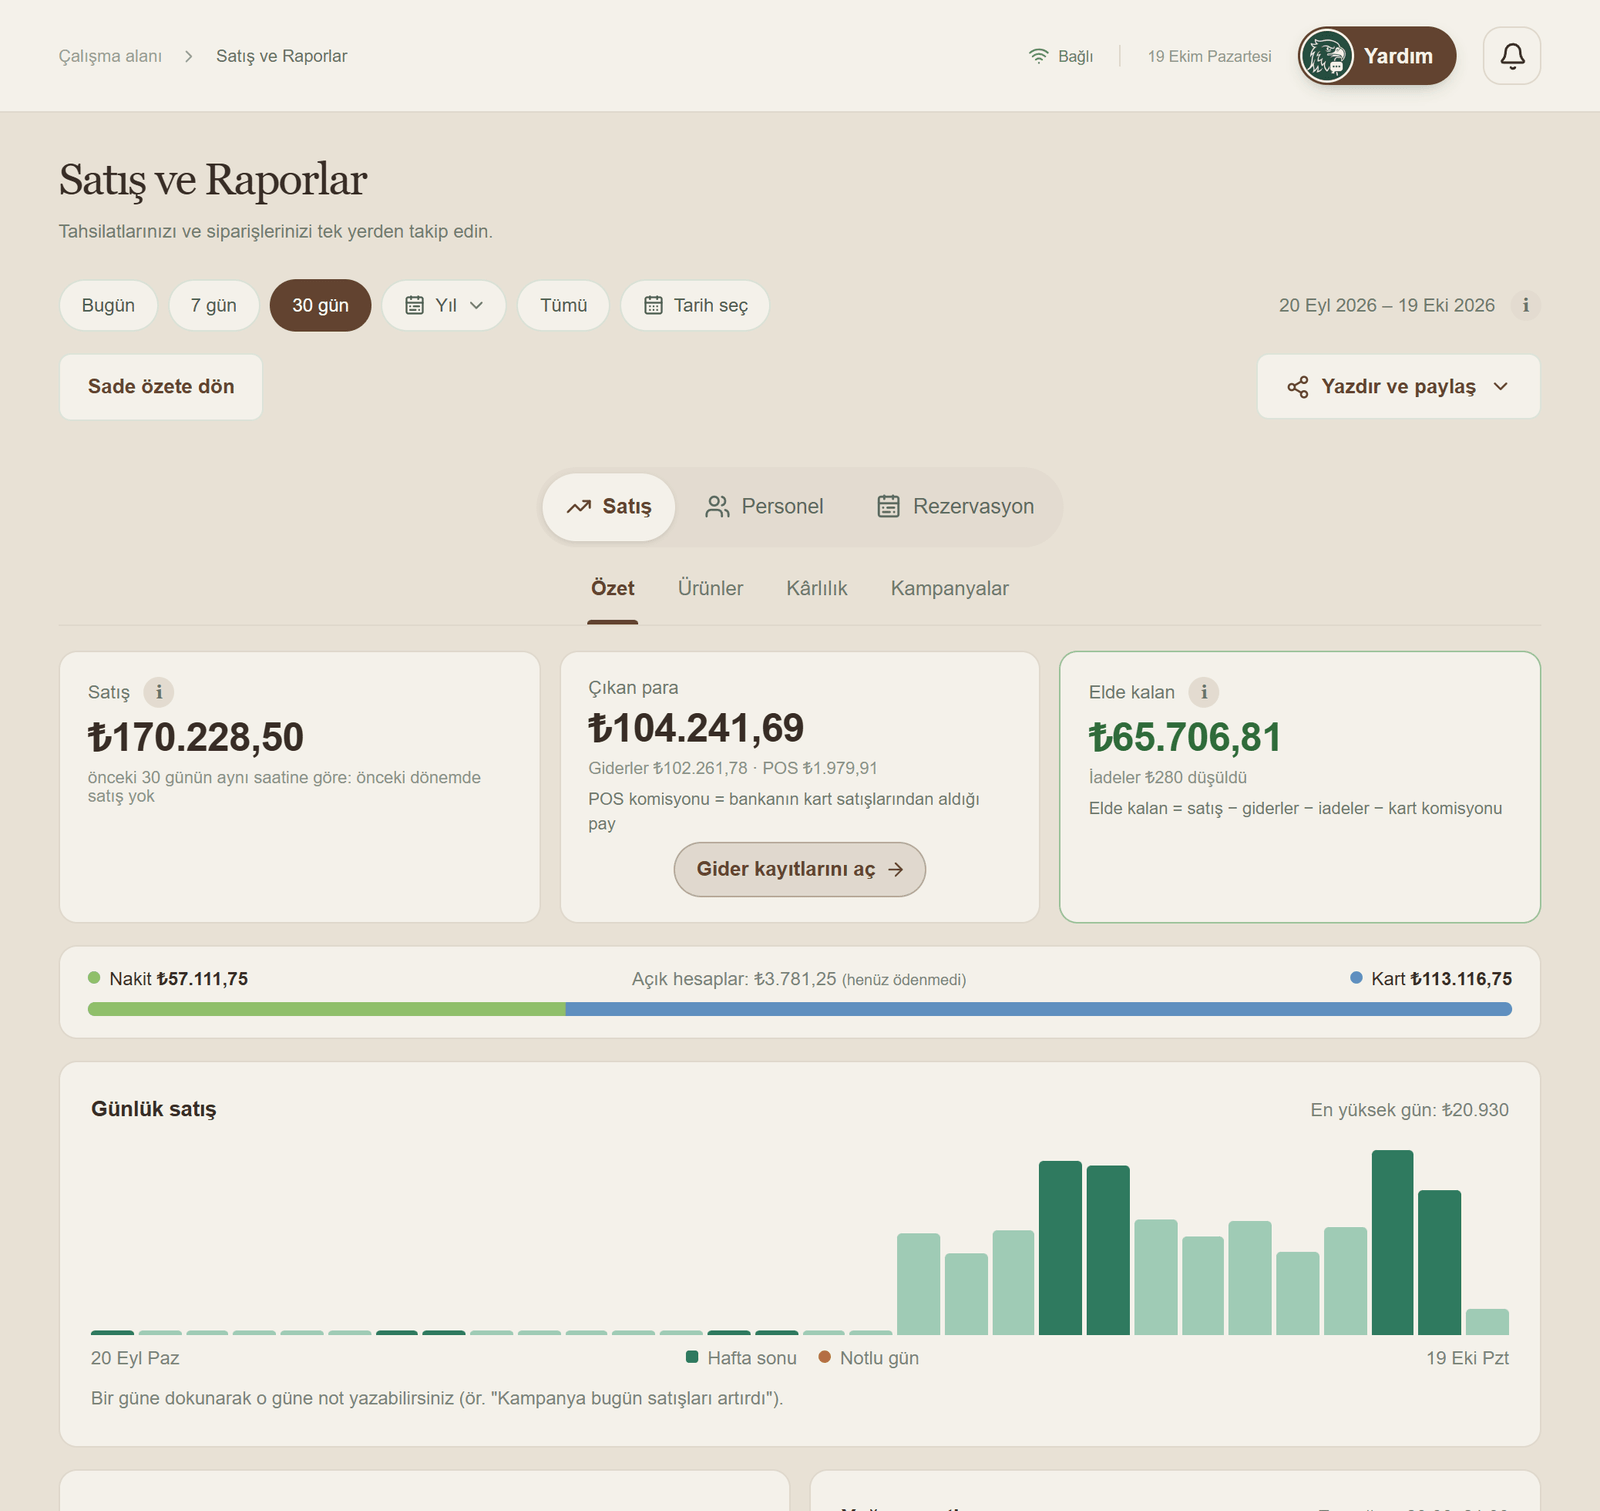 Çalışma alanı
Satış ve Raporlar
Bağlı
19 Ekim Pazartesi
Yardım
Satış ve Raporlar
Tahsilatlarınızı ve siparişlerinizi tek yerden takip edin.
Bugün
7 gün
30 gün
Yıl
Tümü
Tarih seç
20 Eyl 2026 – 19 Eki 2026
i
Sade özete dön
Yazdır ve paylaş
Satış
Personel
Rezervasyon
Özet
Ürünler
Kârlılık
Kampanyalar
Satış i
₺170.228,50
önceki 30 günün aynı saatine göre: önceki dönemde
satış yok
Çıkan para
₺104.241,69
Giderler ₺102.261,78 · POS ₺1.979,91
POS komisyonu = bankanın kart satışlarından aldığı
pay
Gider kayıtlarını aç
Elde kalan i
₺65.706,81
İadeler ₺280 düşüldü
Elde kalan = satış − giderler − iadeler − kart komisyonu
Nakit ₺57.111,75
Açık hesaplar: ₺3.781,25 (henüz ödenmedi)
Kart ₺113.116,75
Günlük satış
En yüksek gün: ₺20.930
20 Eyl Paz
Hafta sonu
Notlu gün
19 Eki Pzt
Bir güne dokunarak o güne not yazabilirsiniz (ör. "Kampanya bugün satışları artırdı").